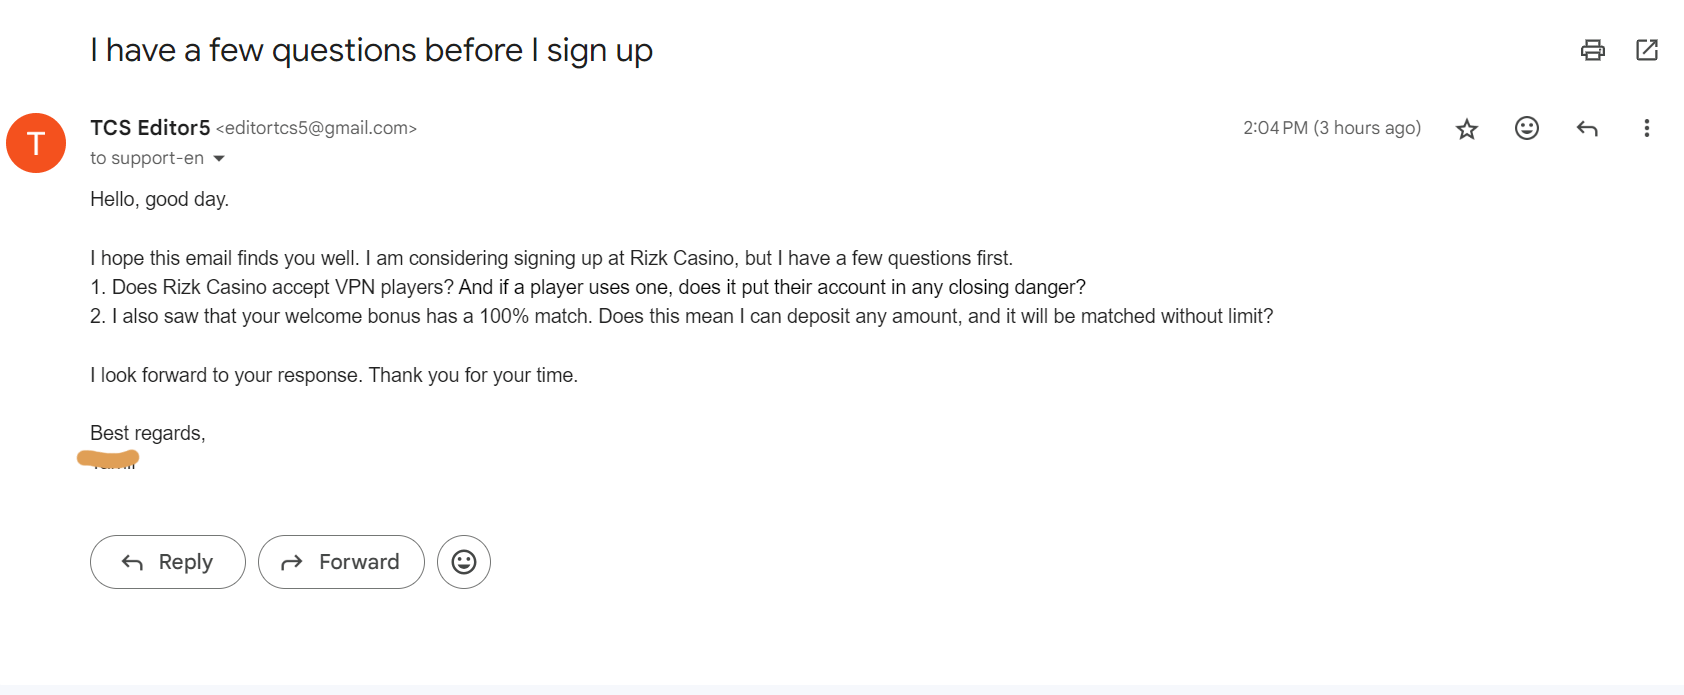 I have a few questions before I sign up
T
TCS Editor5 <editortcs5@gmail.com>
2:04 PM (3 hours ago)
to support-en
Hello, good day.
I hope this email finds you well. I am considering signing up at Rizk Casino, but I have a few questions first.
1. Does Rizk Casino accept VPN players? And if a player uses one, does it put their account in any closing danger?
2. I also saw that your welcome bonus has a 100% match. Does this mean I can deposit any amount, and it will be matched without limit?
I look forward to your response. Thank you for your time.
Best regards,
Reply
Forward